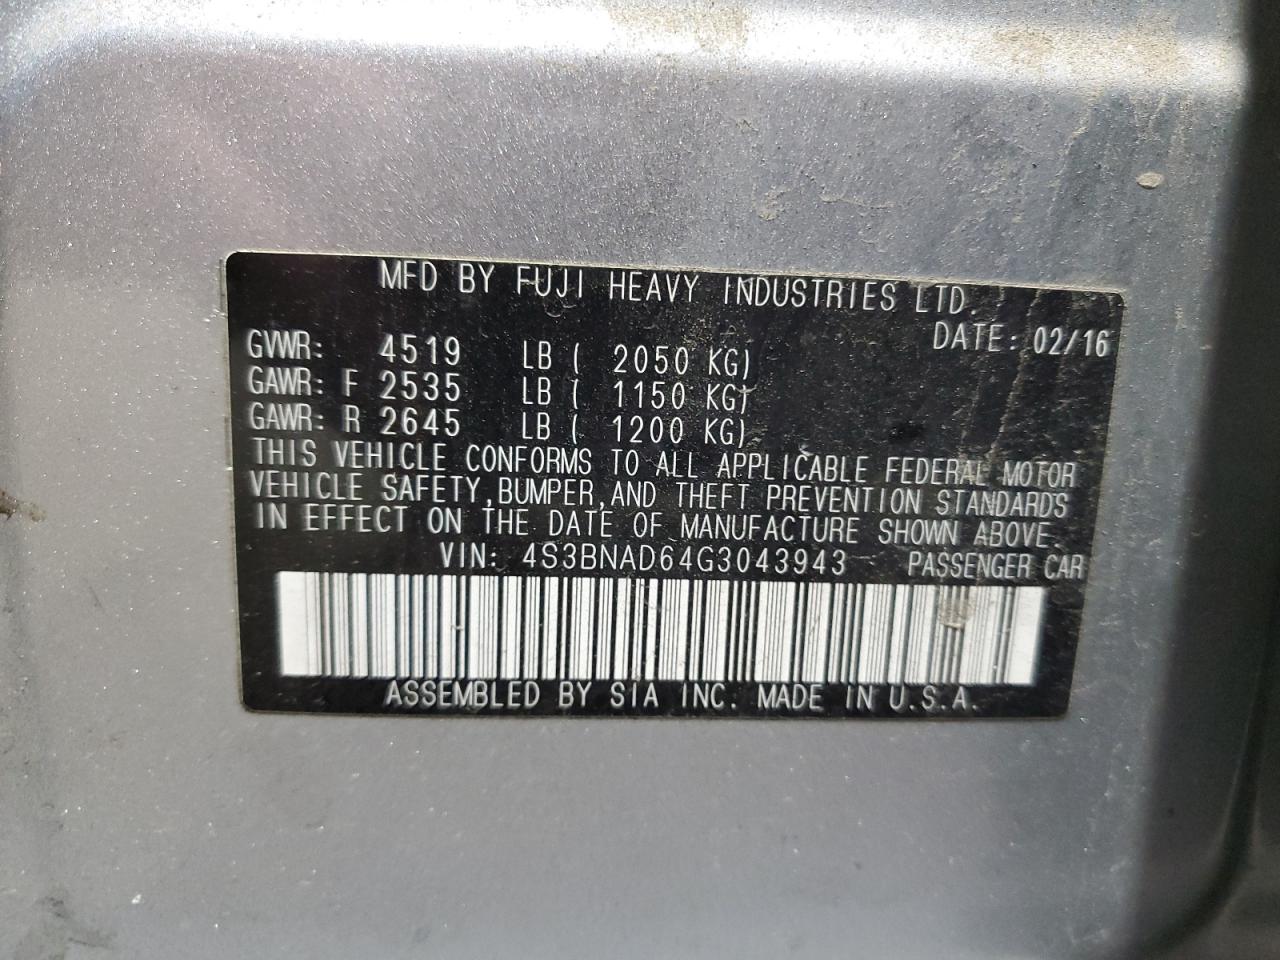 MFD BY FUJI HEAVY INDUSTRIES LTD.
DATE: 02/16
GVWR: 4519 LB ( 2050 KG)
GAWR: F 2535 LB ( 1150 KG)
GAWR: R 2645 LB ( 1200 KG)
THIS VEHICLE CONFORMS TO ALL APPLICABLE FEDERAL MOTOR
VEHICLE SAFETY, BUMPER, AND THEFT PREVENTION STANDARDS
IN EFFECT ON THE DATE OF MANUFACTURE SHOWN ABOVE.
VIN: 4S3BNAD64G3043943 PASSENGER CAR
ASSEMBLED BY SIA INC. MADE IN U.S.A.